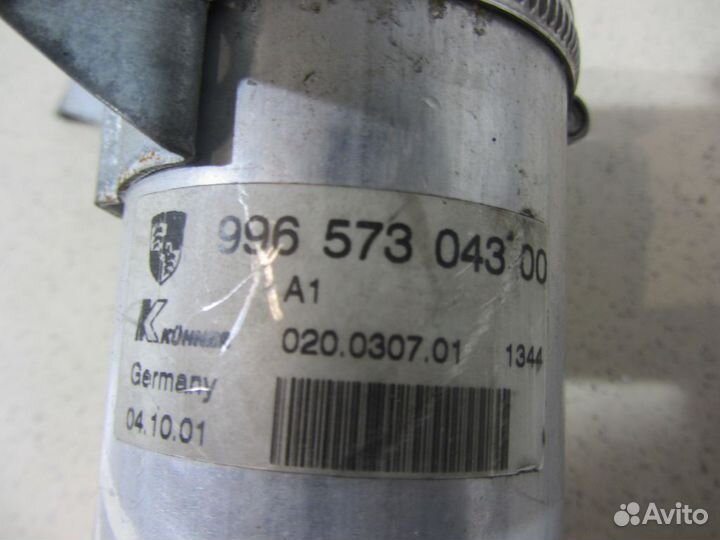 996 573 043 00
A1
KÜHNER
020.0307.01 1344
Germany
04.10.01
Avito